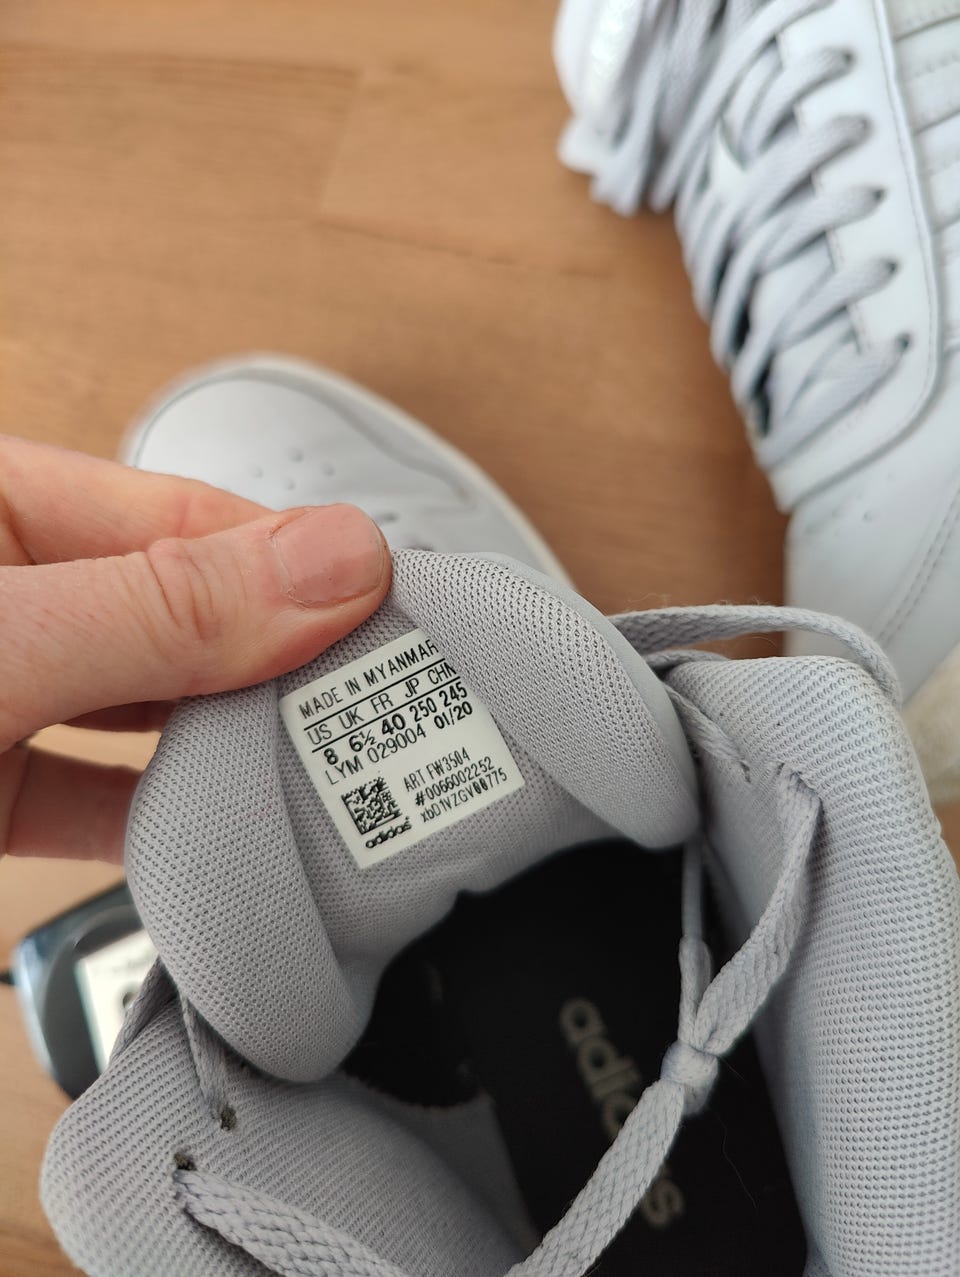 MADE IN MYANMAR
US UK FR JP CHN
8 6½ 40 250 245
LYM 029004 01/20
ART FW3504
#0066002252
xbD1VZGV00775
adidas
adidas